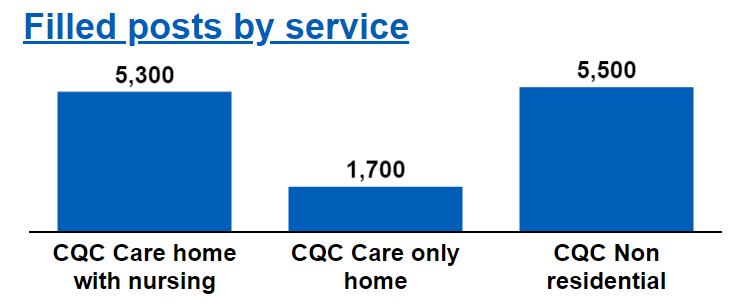 Filled posts by service
5,300
1,700
5,500
CQC Care home
with nursing
CQC Care only
home
CQC Non
residential